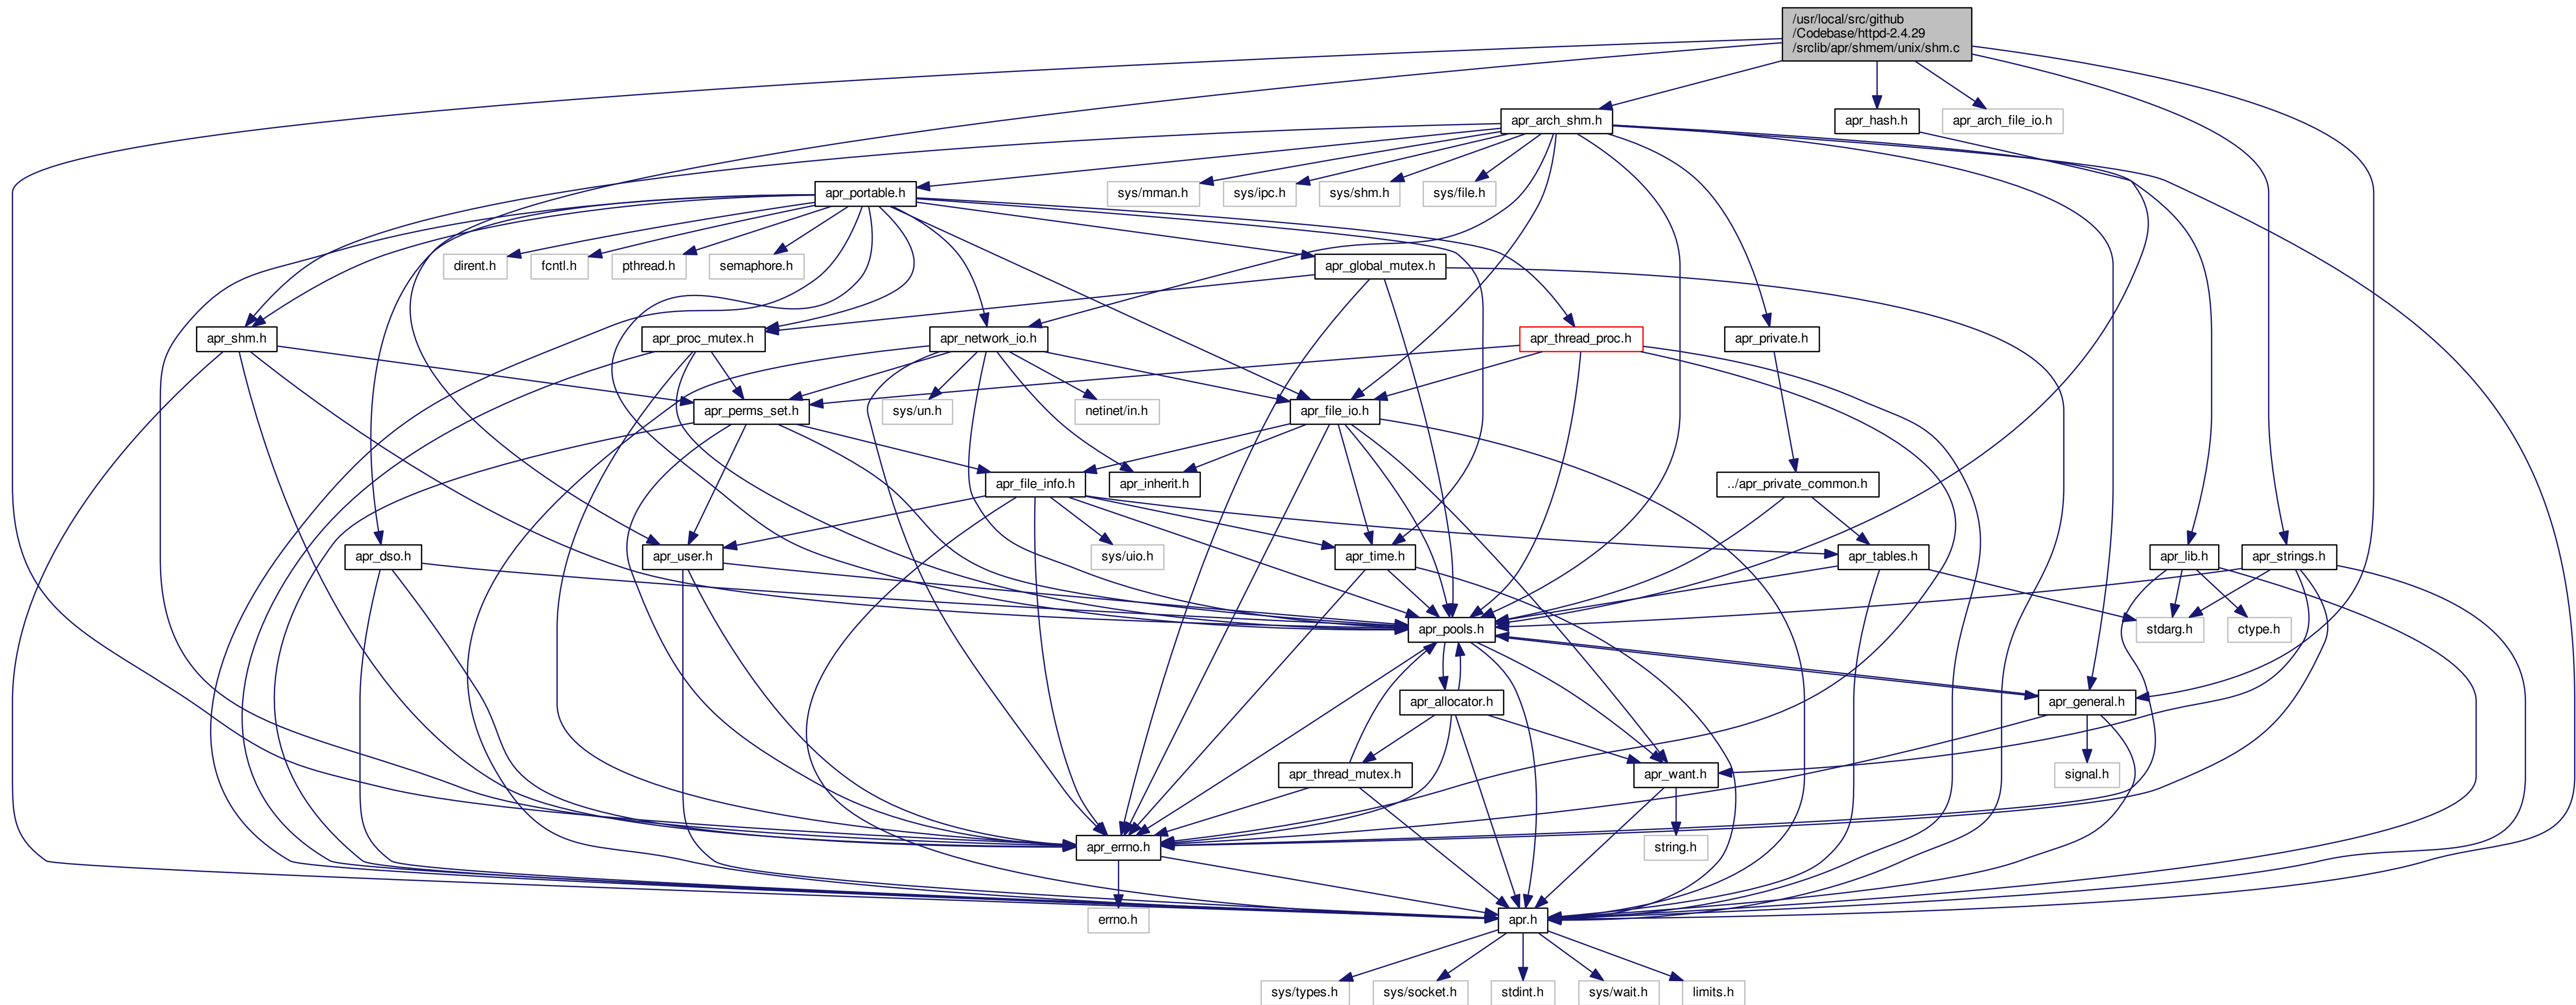 /usr/local/src/github
/Codebase/httpd-2.4.29
/srclib/apr/shmem/unix/shm.c
apr_arch_shm.h
apr_hash.h
apr_arch_file_io.h
apr_portable.h
sys/mman.h
sys/ipc.h
sys/shm.h
sys/file.h
dirent.h
fcntl.h
pthread.h
semaphore.h
apr_global_mutex.h
apr_shm.h
apr_proc_mutex.h
apr_network_io.h
apr_thread_proc.h
apr_private.h
apr_perms_set.h
sys/un.h
netinet/in.h
apr_file_io.h
apr_file_info.h
apr_inherit.h
../apr_private_common.h
apr_dso.h
apr_user.h
sys/uio.h
apr_time.h
apr_tables.h
apr_lib.h
apr_strings.h
apr_pools.h
stdarg.h
ctype.h
apr_allocator.h
apr_general.h
apr_thread_mutex.h
apr_want.h
signal.h
apr_errno.h
string.h
errno.h
apr.h
sys/types.h
sys/socket.h
stdint.h
sys/wait.h
limits.h